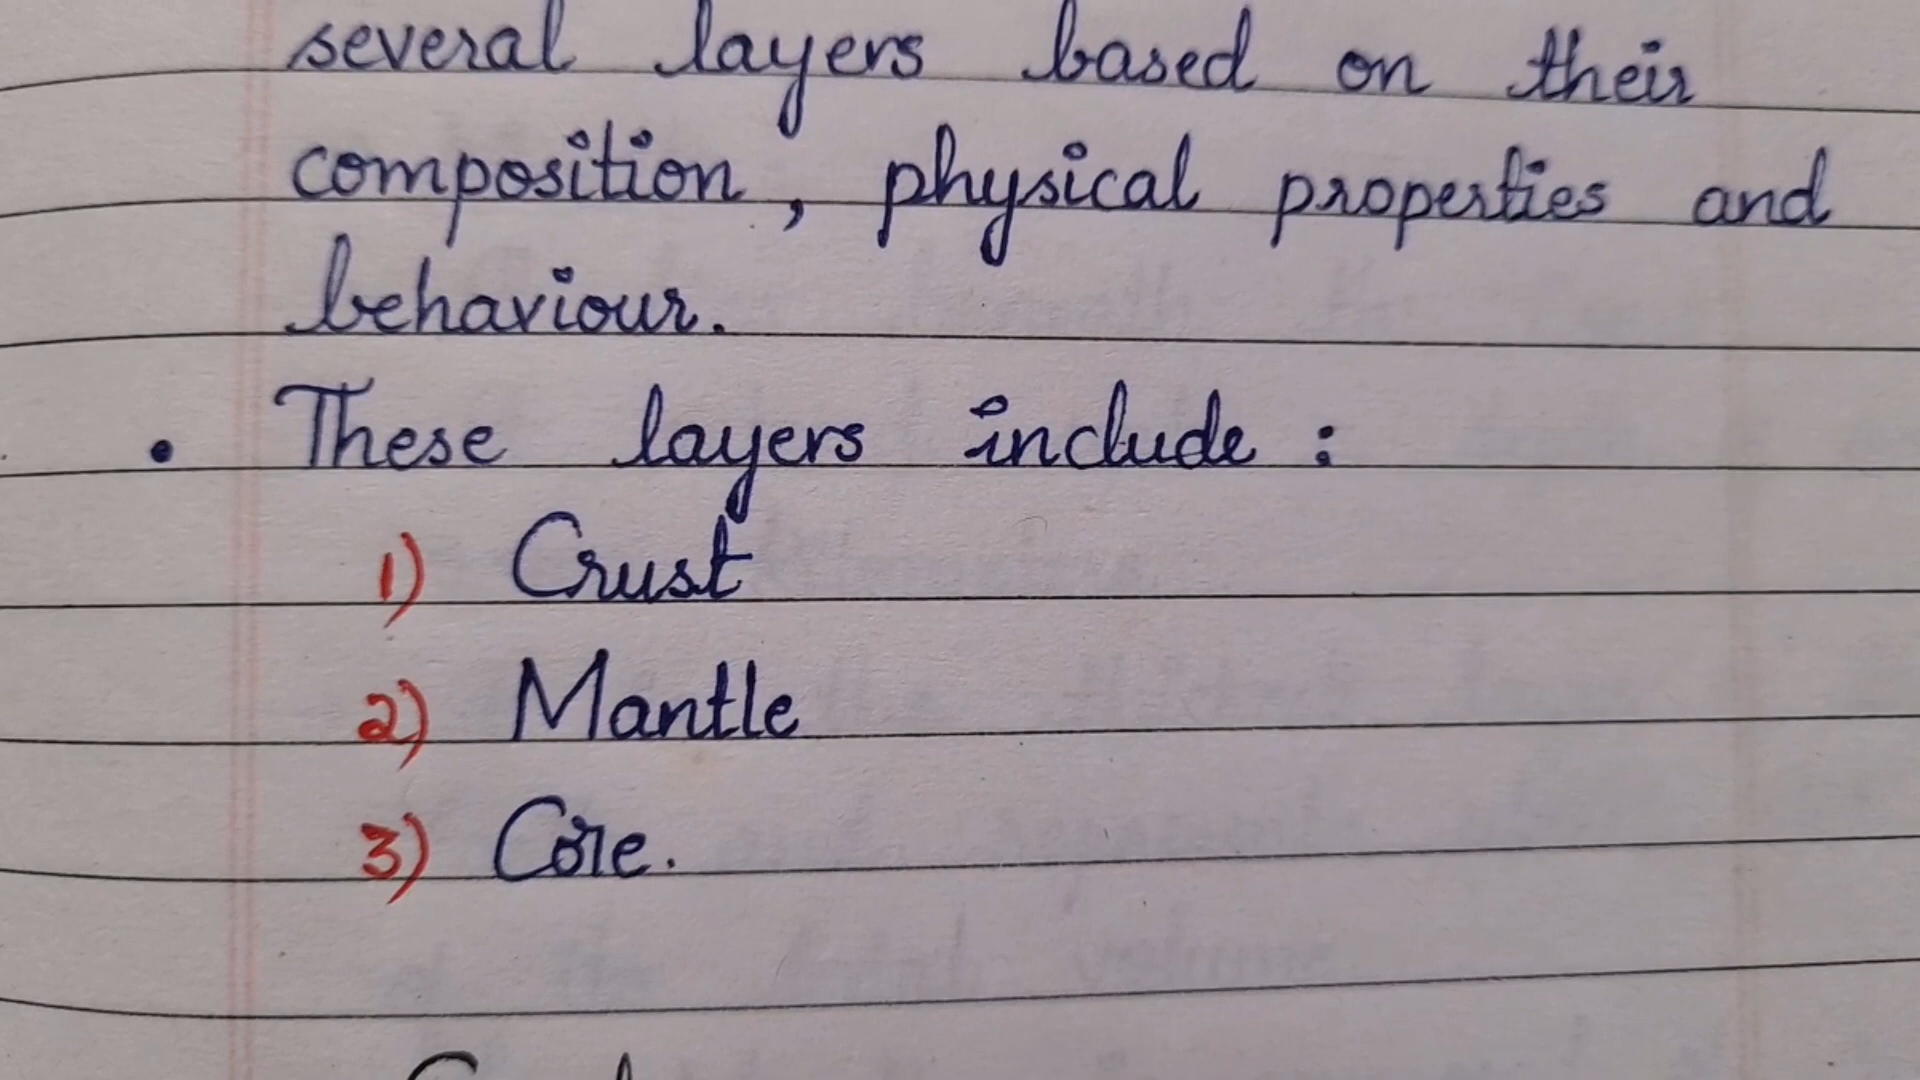 several layers based on their
composition, physical properties and
behaviour.
• These layers include :
1) Crust
2) Mantle
3) Core.